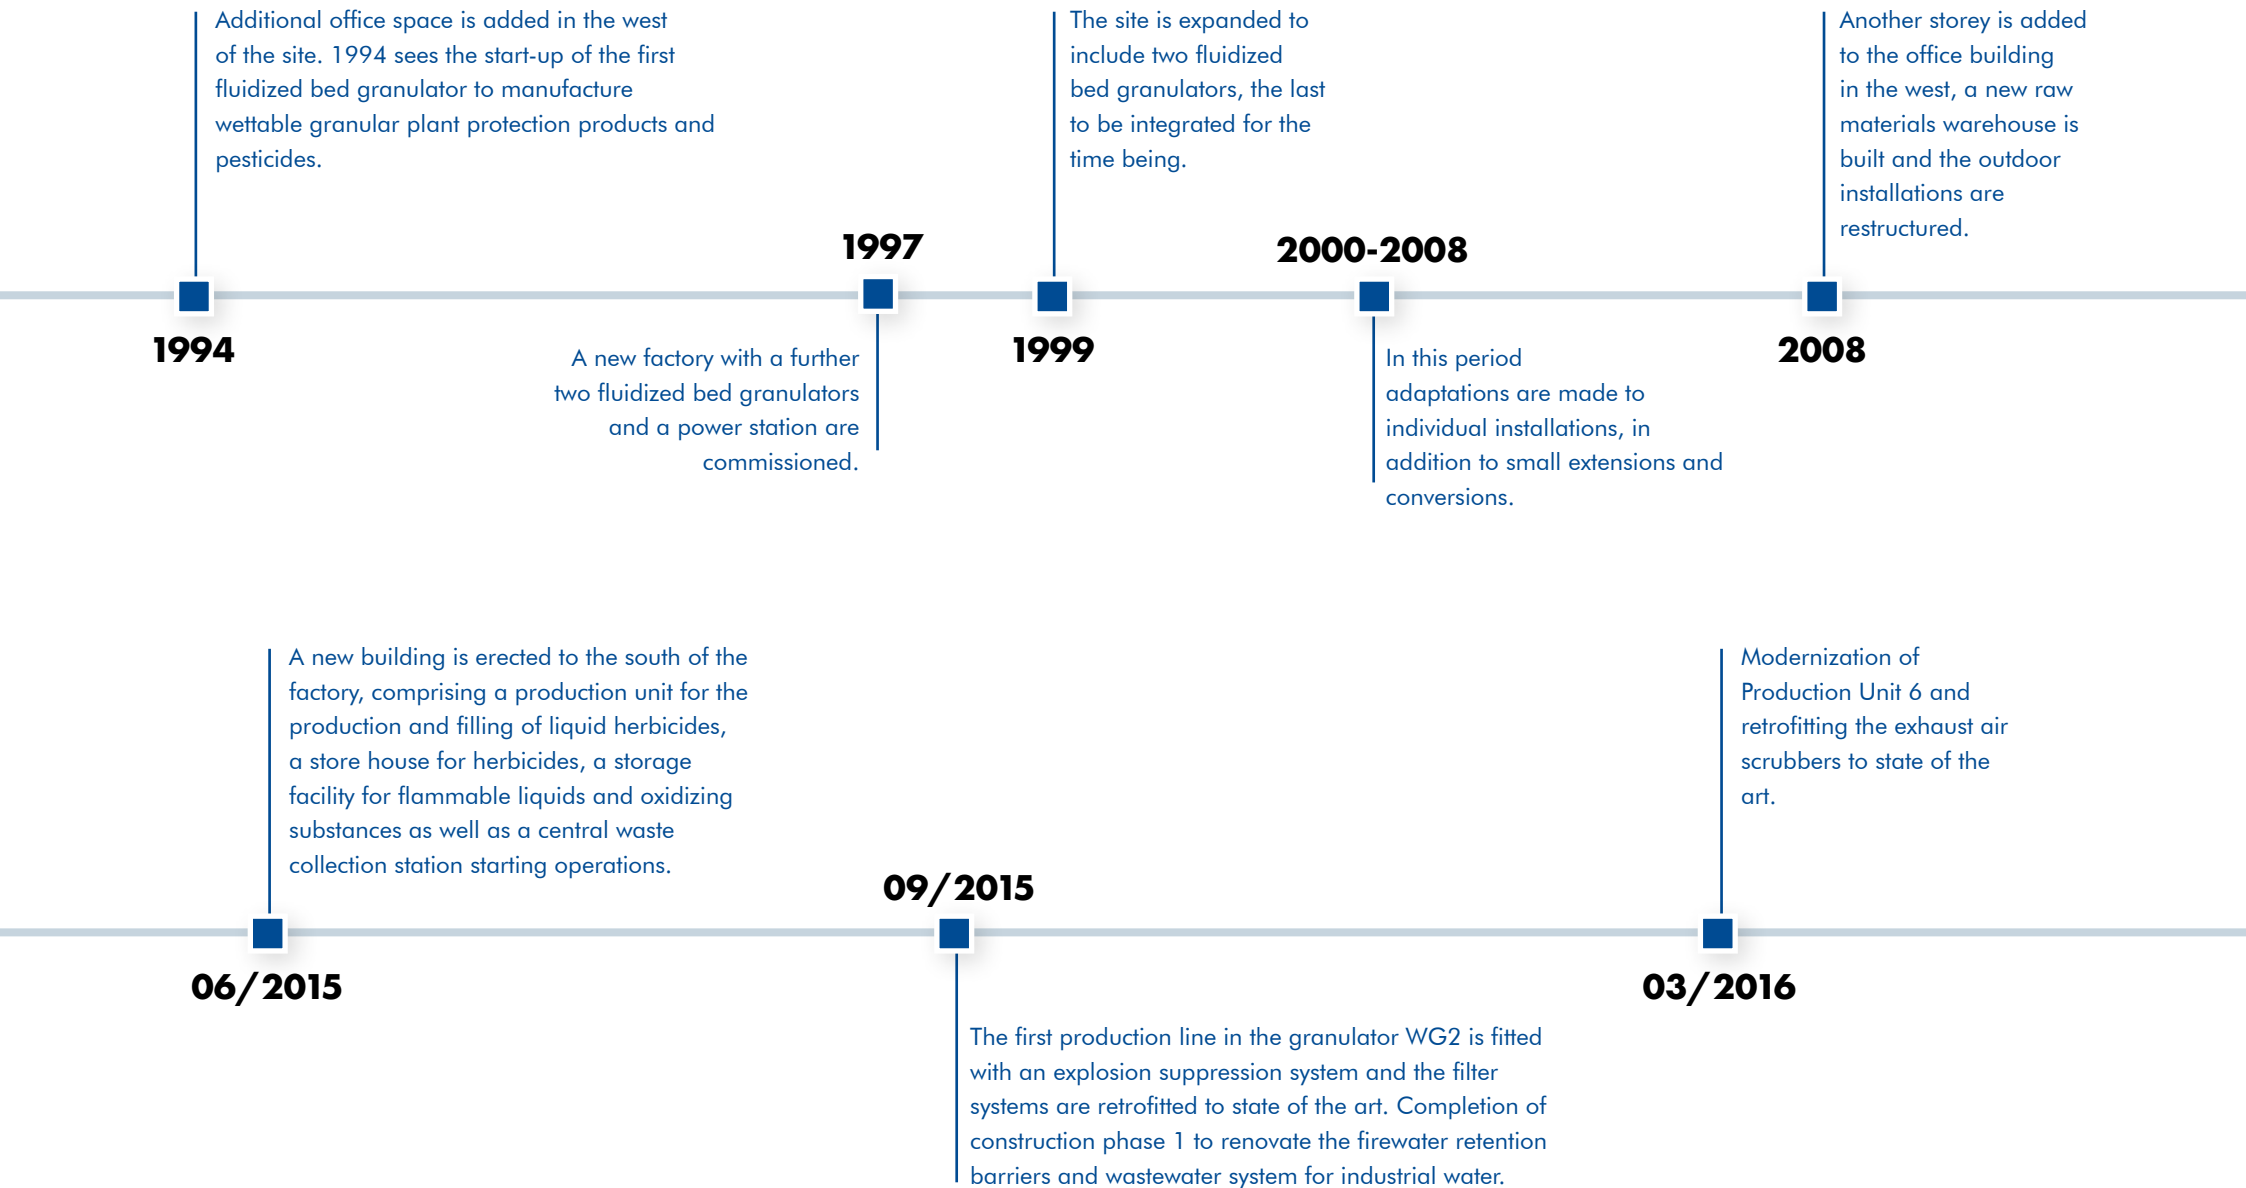 Additional office space is added in the west
of the site. 1994 sees the start-up of the first
fluidized bed granulator to manufacture
wettable granular plant protection products and
pesticides.
1994
1997
A new factory with a further
two fluidized bed granulators
and a power station are
commissioned.
The site is expanded to
include two fluidized
bed granulators, the last
to be integrated for the
time being.
1999
2000-2008
In this period
adaptations are made to
individual installations, in
addition to small extensions and
conversions.
Another storey is added
to the office building
in the west, a new raw
materials warehouse is
built and the outdoor
installations are
restructured.
2008
A new building is erected to the south of the
factory, comprising a production unit for the
production and filling of liquid herbicides,
a store house for herbicides, a storage
facility for flammable liquids and oxidizing
substances as well as a central waste
collection station starting operations.
06/2015
09/2015
The first production line in the granulator WG2 is fitted
with an explosion suppression system and the filter
systems are retrofitted to state of the art. Completion of
construction phase 1 to renovate the firewater retention
barriers and wastewater system for industrial water.
Modernization of
Production Unit 6 and
retrofitting the exhaust air
scrubbers to state of the
art.
03/2016